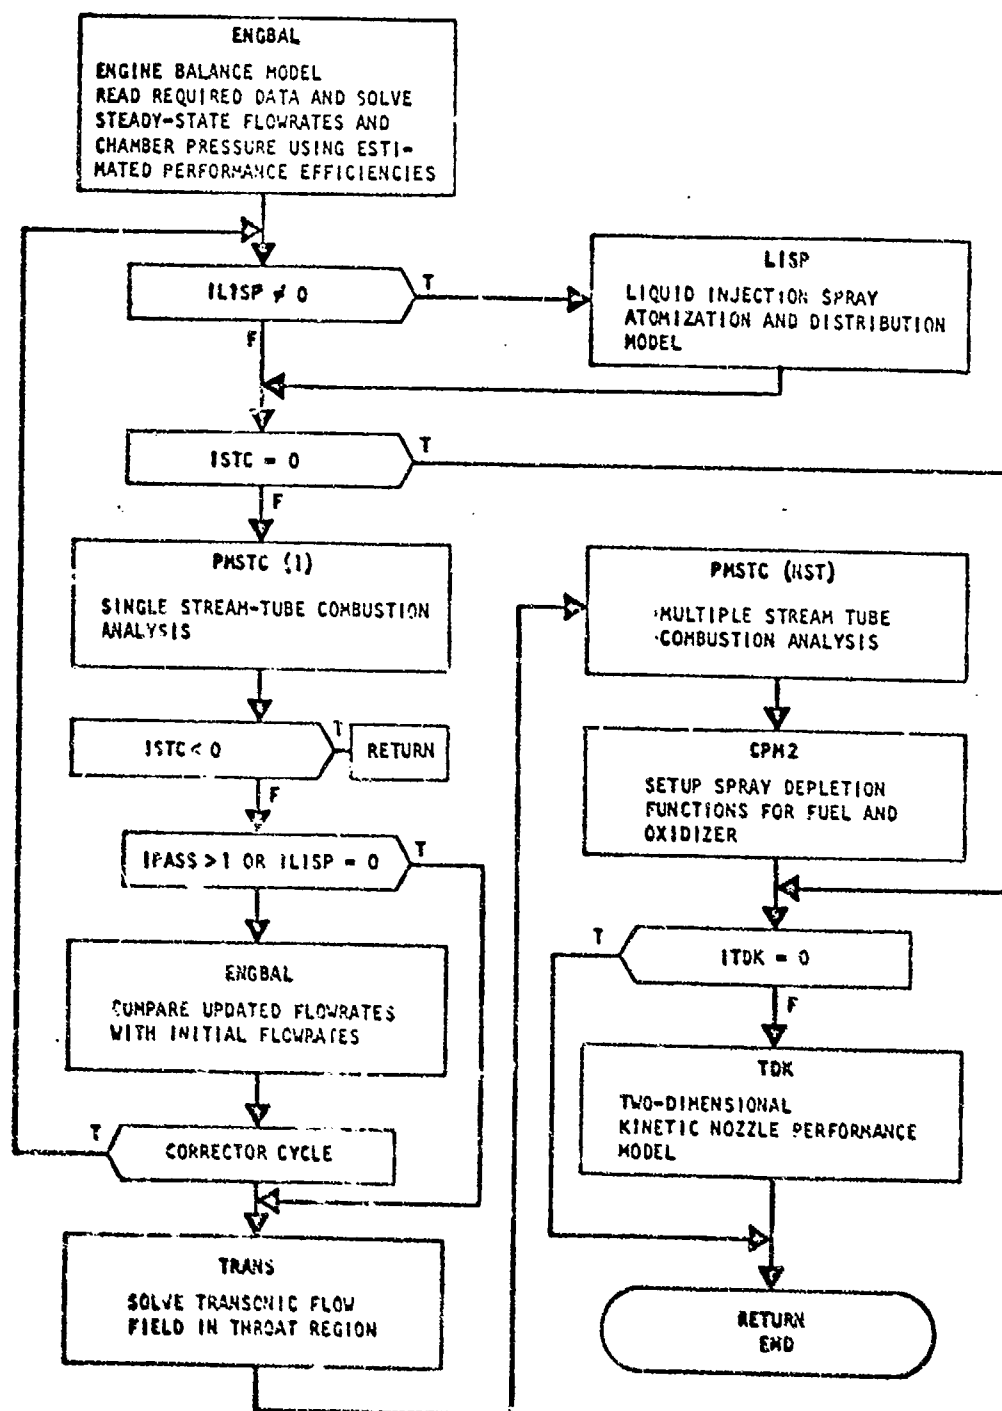 ENGBAL
ENGINE BALANCE MODEL
READ REQUIRED DATA AND SOLVE
STEADY-STATE FLOWRATES AND
CHAMBER PRESSURE USING ESTI-
MATED PERFORMANCE EFFICIENCIES
ILISP ≠ 0
T
F
LISP
LIQUID INJECTION SPRAY
ATOMIZATION AND DISTRIBUTION
MODEL
ISTC = 0
T
F
PMSTC (1)
SINGLE STREAM-TUBE COMBUSTION
ANALYSIS
ISTC < 0
T
RETURN
F
IPASS > 1 OR ILISP = 0
T
ENGBAL
COMPARE UPDATED FLOWRATES
WITH INITIAL FLOWRATES
T
CORRECTOR CYCLE
TRANS
SOLVE TRANSONIC FLOW
FIELD IN THROAT REGION
PMSTC (NST)
MULTIPLE STREAM TUBE
COMBUSTION ANALYSIS
CPM2
SETUP SPRAY DEPLETION
FUNCTIONS FOR FUEL AND
OXIDIZER
T
ITDK = 0
F
TDK
TWO-DIMENSIONAL
KINETIC NOZZLE PERFORMANCE
MODEL
RETURN
END